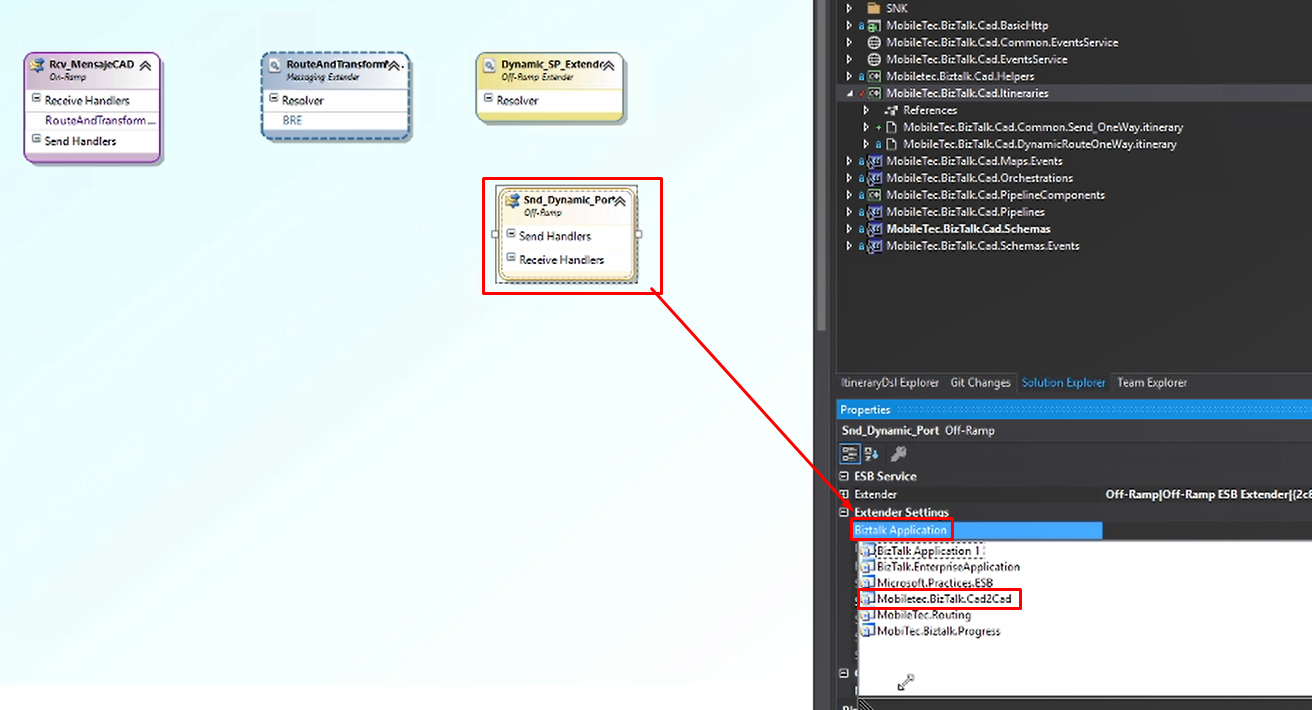 Rcv_MensajeCAD
On-Ramp
Receive Handlers
RouteAndTransform...
Send Handlers
RouteAndTransform
Messaging Extender
Resolver
BRE
Dynamic_SP_Extender
Off-Ramp Extender
Resolver
Snd_Dynamic_Port
Off-Ramp
Send Handlers
Receive Handlers
SNK
MobileTec.BizTalk.Cad.BasicHttp
MobileTec.BizTalk.Cad.Common.EventsService
MobileTec.BizTalk.Cad.EventsService
Mobiletec.Biztalk.Cad.Helpers
MobileTec.BizTalk.Cad.Itineraries
References
MobileTec.BizTalk.Cad.Common.Send_OneWay.itinerary
MobileTec.BizTalk.Cad.DynamicRouteOneWay.itinerary
MobileTec.BizTalk.Cad.Maps.Events
MobileTec.BizTalk.Cad.Orchestrations
MobileTec.BizTalk.Cad.PipelineComponents
MobileTec.BizTalk.Cad.Pipelines
MobileTec.BizTalk.Cad.Schemas
MobileTec.BizTalk.Cad.Schemas.Events
ItineraryDsl Explorer Git Changes Solution Explorer Team Explorer
Properties
Snd_Dynamic_Port Off-Ramp
ESB Service
Extender Off-Ramp|Off-Ramp ESB Extender|(2c6
Extender Settings
Biztalk Application
BizTalk Application 1
BizTalk.EnterpriseApplication
Microsoft.Practices.ESB
Mobiletec.BizTalk.Cad2Cad
MobileTec.Routing
MobiTec.Biztalk.Progress